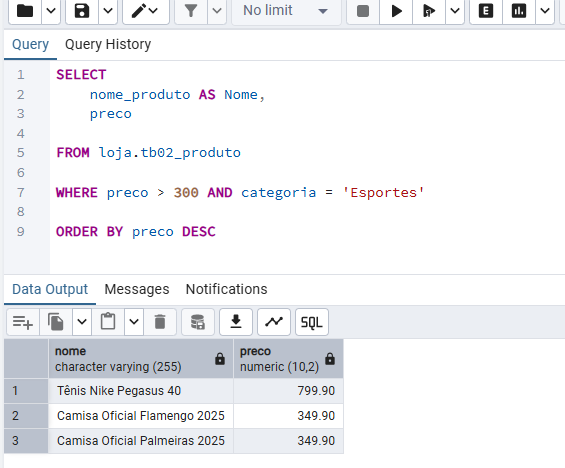 No limit
Query Query History
1 SELECT
2 nome_produto AS Nome,
3 preco
4
5 FROM loja.tb02_produto
6
7 WHERE preco > 300 AND categoria = 'Esportes'
8
9 ORDER BY preco DESC
Data Output Messages Notifications
SQL
nome preco
character varying (255) numeric (10,2)
1 Tênis Nike Pegasus 40 799.90
2 Camisa Oficial Flamengo 2025 349.90
3 Camisa Oficial Palmeiras 2025 349.90